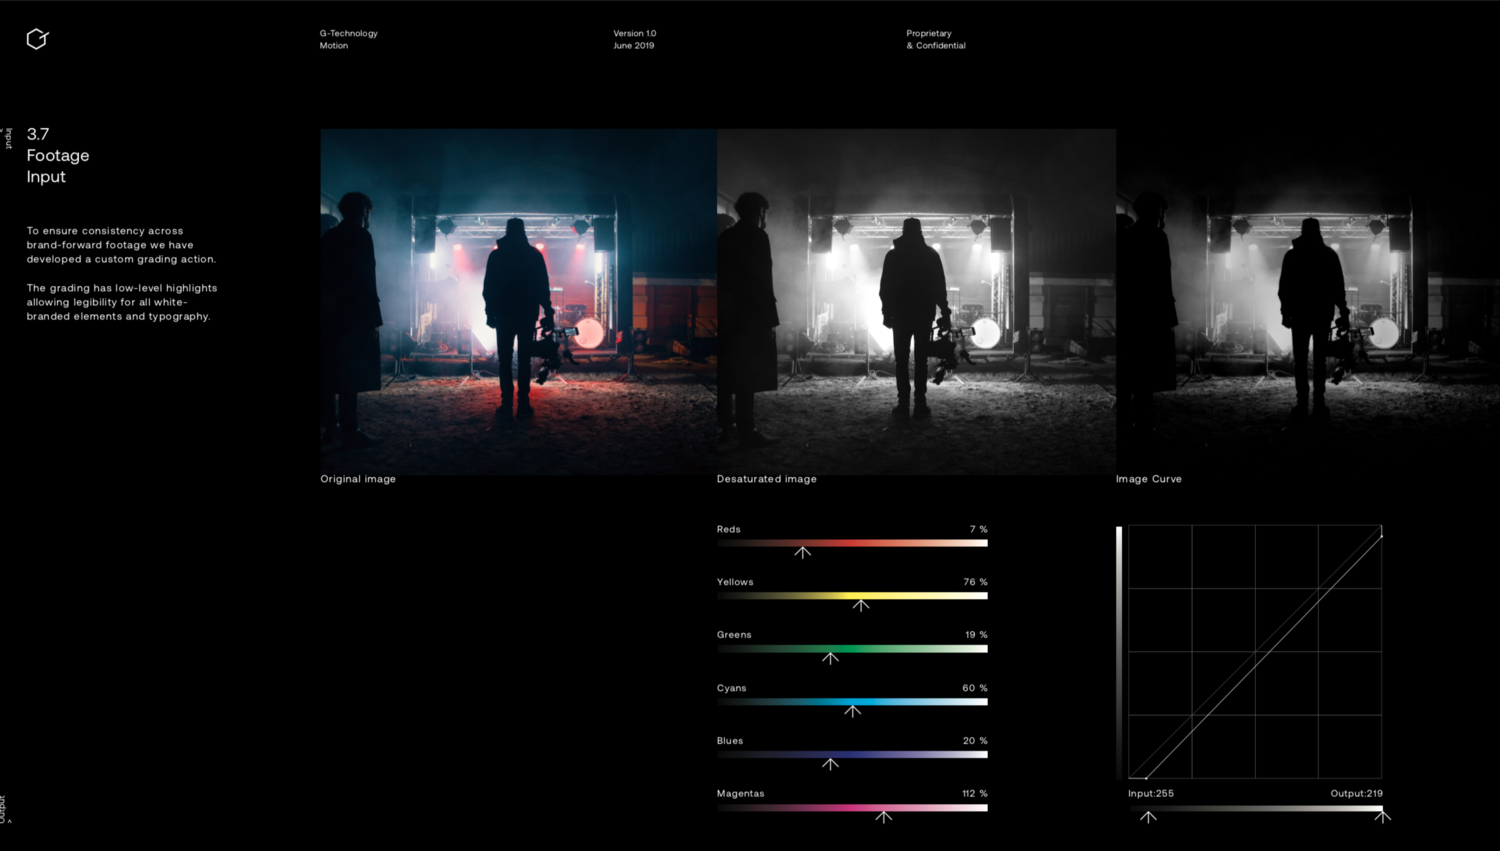 G-Technology
Motion
Version 1.0
June 2019
Proprietary
& Confidential
Input
3.7
Footage
Input
To ensure consistency across
brand-forward footage we have
developed a custom grading action.
The grading has low-level highlights
allowing legibility for all white-
branded elements and typography.
Original image
Desaturated image
Image Curve
Reds 7 %
Yellows 76 %
Greens 19 %
Cyans 60 %
Blues 20 %
Magentas 112 %
Input:255 Output:219
Output